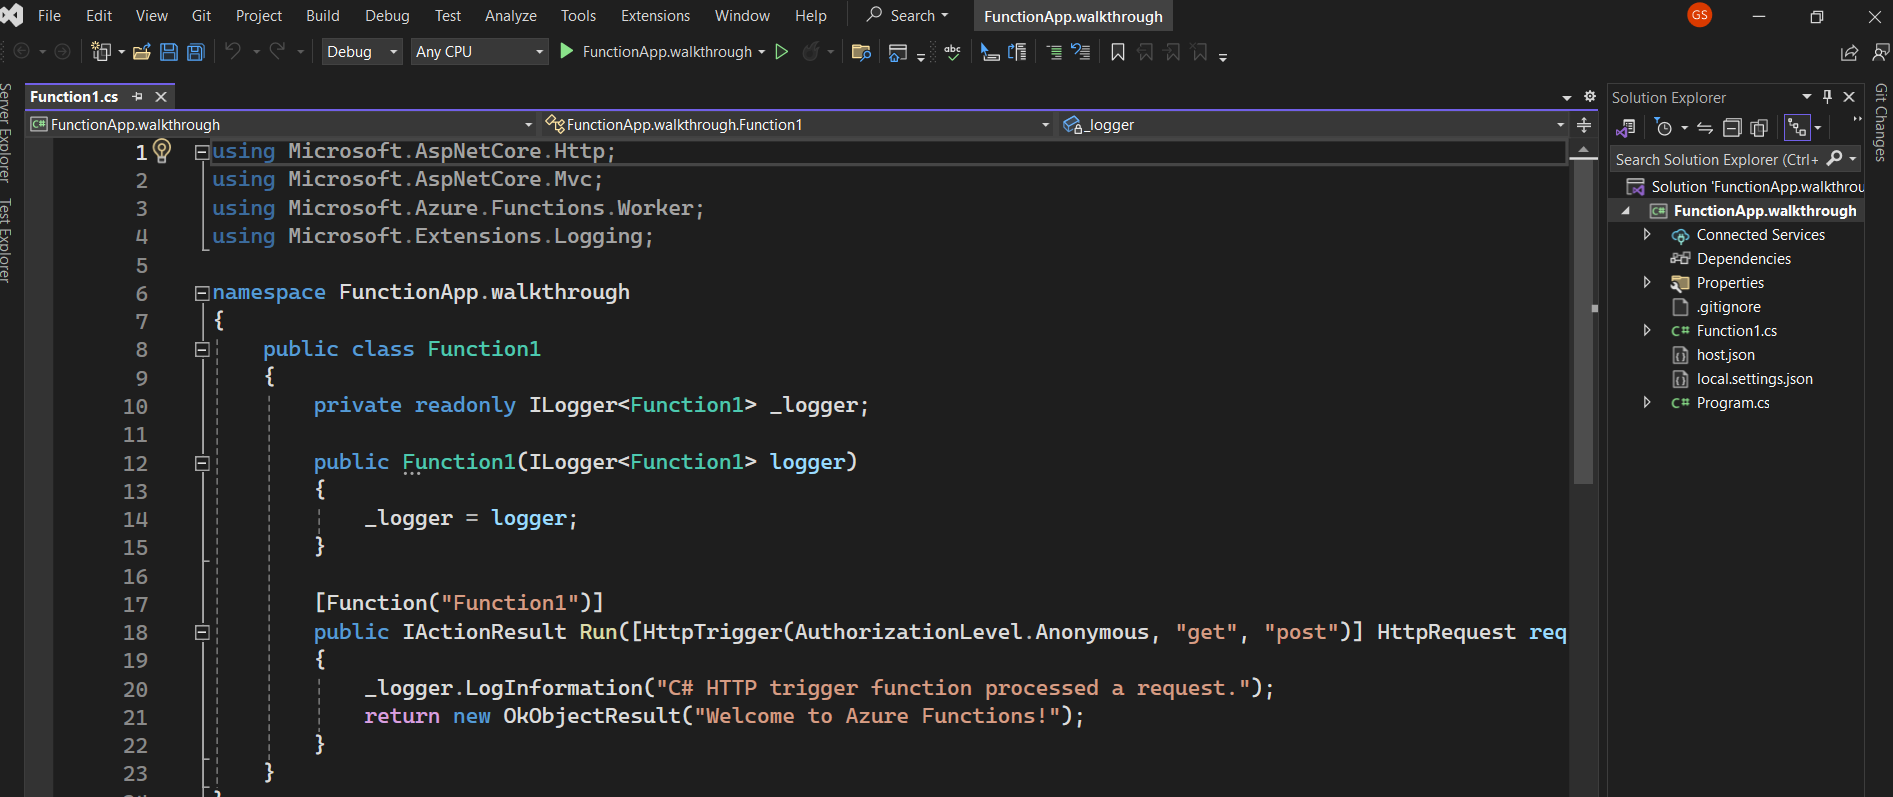 File Edit View Git Project Build Debug Test Analyze Tools Extensions Window Help Search FunctionApp.walkthrough GS
Debug Any CPU FunctionApp.walkthrough abc
Server Explorer
Test Explorer
Function1.cs
FunctionApp.walkthrough FunctionApp.walkthrough.Function1 _logger
1 using Microsoft.AspNetCore.Http;
2 using Microsoft.AspNetCore.Mvc;
3 using Microsoft.Azure.Functions.Worker;
4 using Microsoft.Extensions.Logging;
5
6 namespace FunctionApp.walkthrough
7 {
8 public class Function1
9 {
10 private readonly ILogger<Function1> _logger;
11
12 public Function1(ILogger<Function1> logger)
13 {
14 _logger = logger;
15 }
16
17 [Function("Function1")]
18 public IActionResult Run([HttpTrigger(AuthorizationLevel.Anonymous, "get", "post")] HttpRequest req
19 {
20 _logger.LogInformation("C# HTTP trigger function processed a request.");
21 return new OkObjectResult("Welcome to Azure Functions!");
22 }
23 }
Solution Explorer
Search Solution Explorer (Ctrl+
Solution 'FunctionApp.walkthrou
C# FunctionApp.walkthrough
Connected Services
Dependencies
Properties
.gitignore
C# Function1.cs
host.json
local.settings.json
C# Program.cs
Git Changes